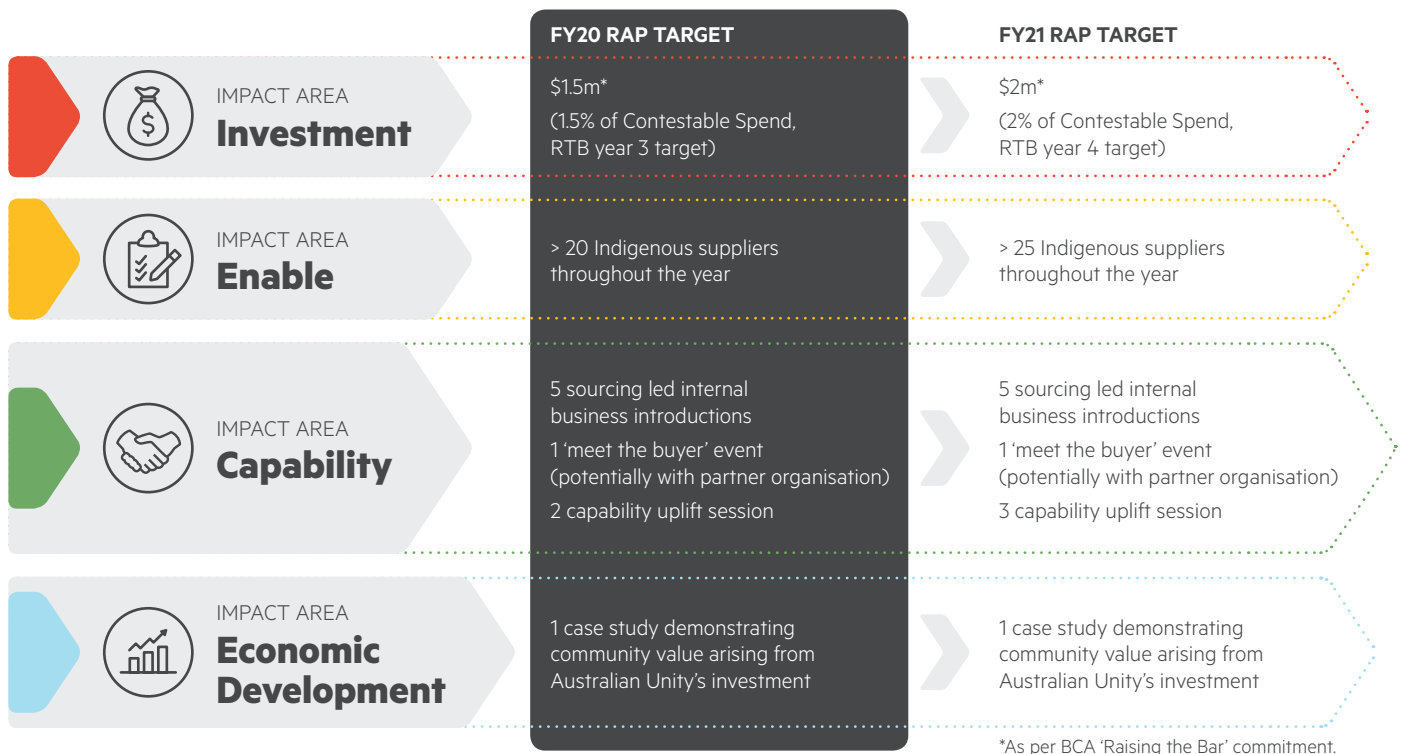 FY20 RAP TARGET
FY21 RAP TARGET
IMPACT AREA
Investment
$1.5m*
(1.5% of Contestable Spend,
RTB year 3 target)
$2m*
(2% of Contestable Spend,
RTB year 4 target)
IMPACT AREA
Enable
> 20 Indigenous suppliers
throughout the year
> 25 Indigenous suppliers
throughout the year
IMPACT AREA
Capability
5 sourcing led internal
business introductions
1 ‘meet the buyer’ event
(potentially with partner organisation)
2 capability uplift session
5 sourcing led internal
business introductions
1 ‘meet the buyer’ event
(potentially with partner organisation)
3 capability uplift session
IMPACT AREA
Economic
Development
1 case study demonstrating
community value arising from
Australian Unity’s investment
1 case study demonstrating
community value arising from
Australian Unity’s investment
*As per BCA ‘Raising the Bar’ commitment.